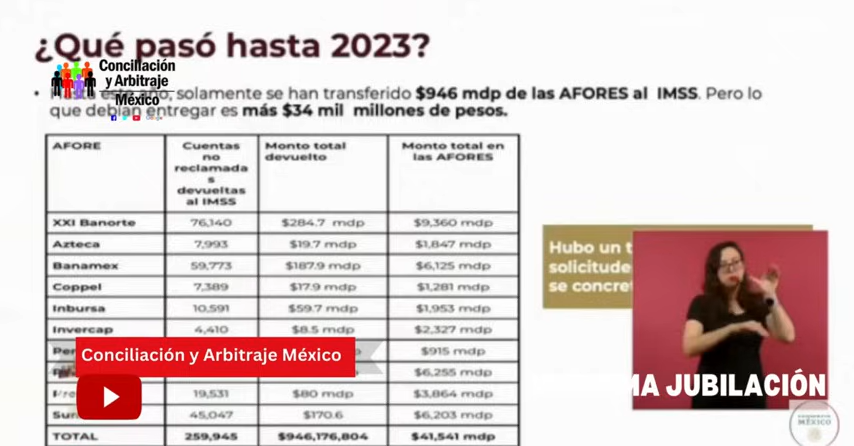 ¿Qué pasó hasta 2023?
Conciliación
y Arbitraje
México
este año, solamente se han transferido $946 mdp de las AFORES al IMSS. Pero lo
que debían entregar es más $34 mil millones de pesos.
AFORE Cuentas no reclamada s devueltas al IMSS Monto total devuelto Monto total en las AFORES
XXI Banorte 76,140 $284.7 mdp $9,360 mdp
Azteca 7,993 $19.7 mdp $1,847 mdp
Banamex 59,773 $187.9 mdp $6,125 mdp
Coppel 7,389 $17.9 mdp $1,281 mdp
Inbursa 10,591 $59.7 mdp $1,953 mdp
Invercap 4,410 $8.5 mdp $2,327 mdp
$915 mdp
$6,255 mdp
19,531 $80 mdp $3,864 mdp
45,047 $170.6 $6,203 mdp
TOTAL 259,945 $946,176,804 $41,541 mdp
Hubo un
Conciliación y Arbitraje México
JUBILACIÓN
MÉXICO